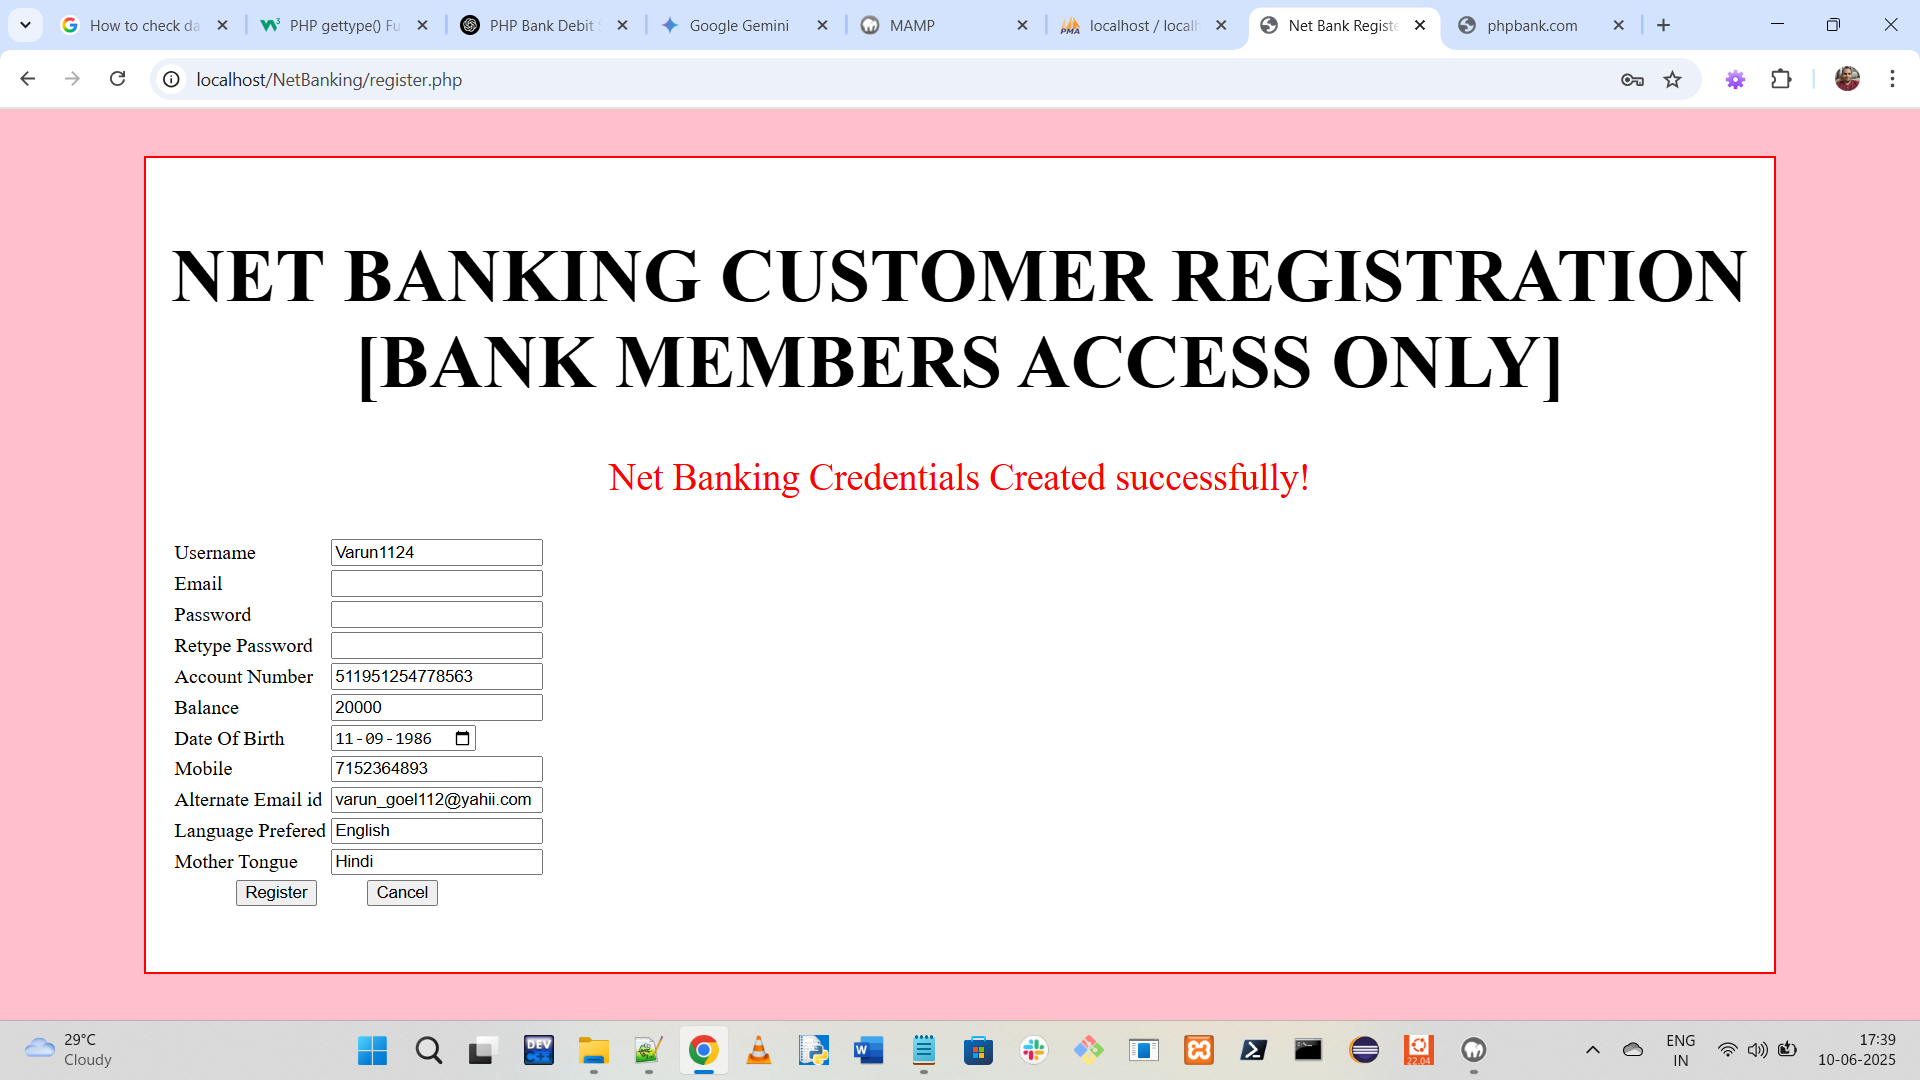 How to check da
PHP gettype() Fu
PHP Bank Debit
Google Gemini
MAMP
localhost / localh
Net Bank Registe
phpbank.com
localhost/NetBanking/register.php
NET BANKING CUSTOMER REGISTRATION
[BANK MEMBERS ACCESS ONLY]
Net Banking Credentials Created successfully!
Username Varun1124
Email
Password
Retype Password
Account Number 511951254778563
Balance 20000
Date Of Birth 11-09-1986
Mobile 7152364893
Alternate Email id varun_goel112@yahii.com
Language Prefered English
Mother Tongue Hindi
Register Cancel
29°C
Cloudy
ENG
IN
17:39
10-06-2025